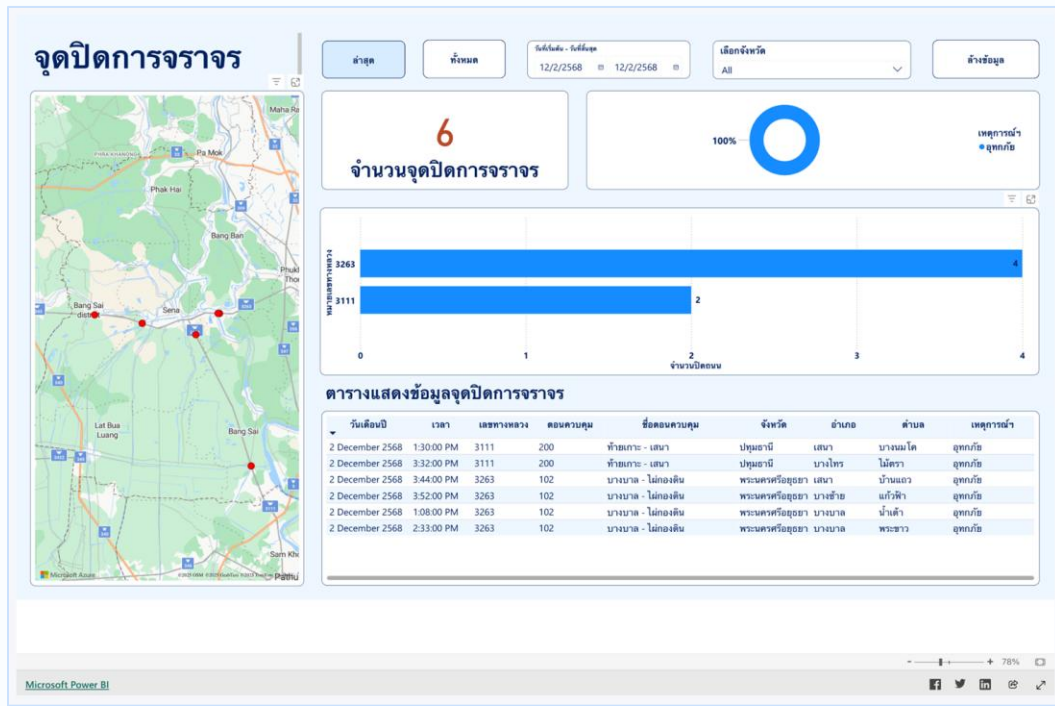 จุดปิดการจราจร
ล่าสุด
ทั้งหมด
วันที่เริ่มต้น - วันที่สิ้นสุด
12/2/2568 12/2/2568
เลือกจังหวัด
All
ล้างข้อมูล
6
จำนวนจุดปิดการจราจร
100%
เหตุการณ์ฯ
อุทกภัย
Maha Ra
Pa Mok
Phak Hai
Bang Ban
Phukl
Thon
Bang Sai
district
Sena
Lat Bua
Luang
Bang Sai
Sam Kho
Microsoft Azure
หมายเลขทางหลวง
3263 4
3111 2
0 1 2 3 4
จำนวนปิดถนน
ตารางแสดงข้อมูลจุดปิดการจราจร
วันเดือนปี เวลา เลขทางหลวง ตอนควบคุม ชื่อตอนควบคุม จังหวัด อำเภอ ตำบล เหตุการณ์ฯ
2 December 2568 1:30:00 PM 3111 200 ท้ายเกาะ - เสนา ปทุมธานี เสนา บางนมโค อุทกภัย
2 December 2568 3:32:00 PM 3111 200 ท้ายเกาะ - เสนา ปทุมธานี บางไทร ไม้ตรา อุทกภัย
2 December 2568 3:44:00 PM 3263 102 บางบาล - ไผ่กองดิน พระนครศรีอยุธยา เสนา บ้านแถว อุทกภัย
2 December 2568 3:52:00 PM 3263 102 บางบาล - ไผ่กองดิน พระนครศรีอยุธยา บางซ้าย แก้วฟ้า อุทกภัย
2 December 2568 1:08:00 PM 3263 102 บางบาล - ไผ่กองดิน พระนครศรีอยุธยา บางบาล น้ำเต้า อุทกภัย
2 December 2568 2:33:00 PM 3263 102 บางบาล - ไผ่กองดิน พระนครศรีอยุธยา บางบาล พระขาว อุทกภัย
- + 78%
Microsoft Power BI